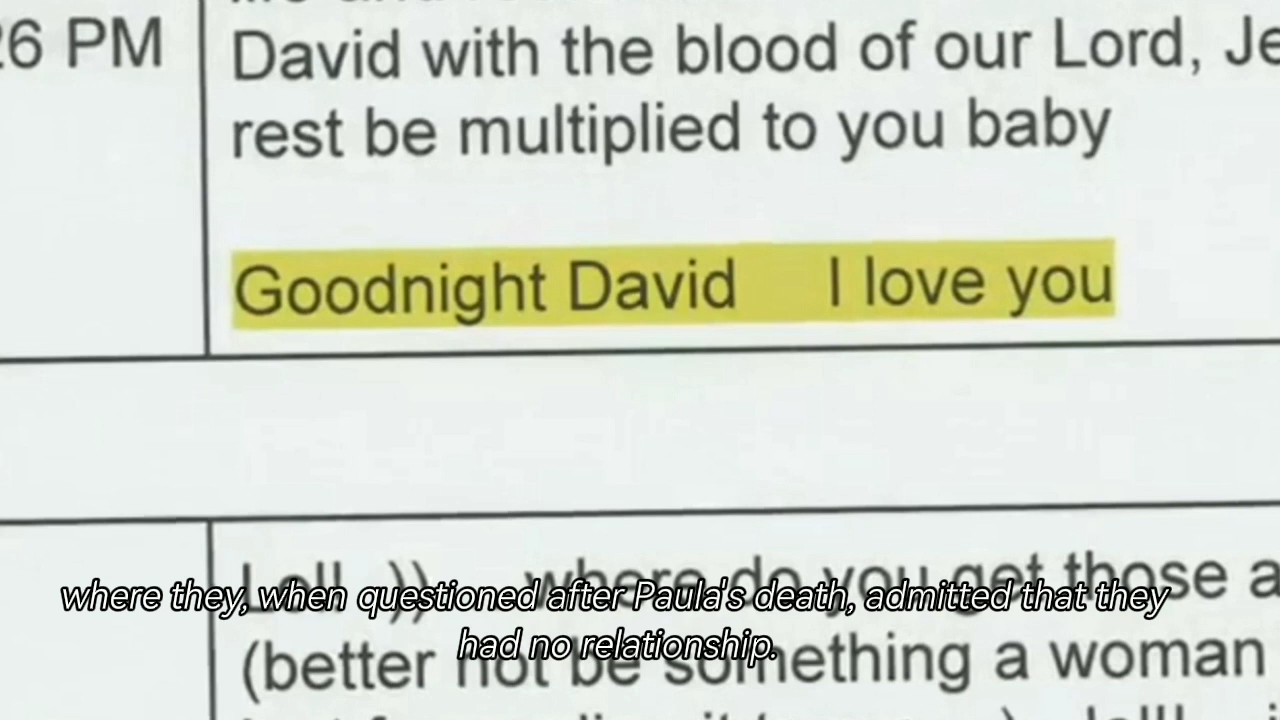 26 PM
David with the blood of our Lord, Je
rest be multiplied to you baby
Goodnight David I love you
Lol! )) where do you get those a
(better not be something a woman
where they, when questioned after Paula's death, admitted that they
had no relationship.